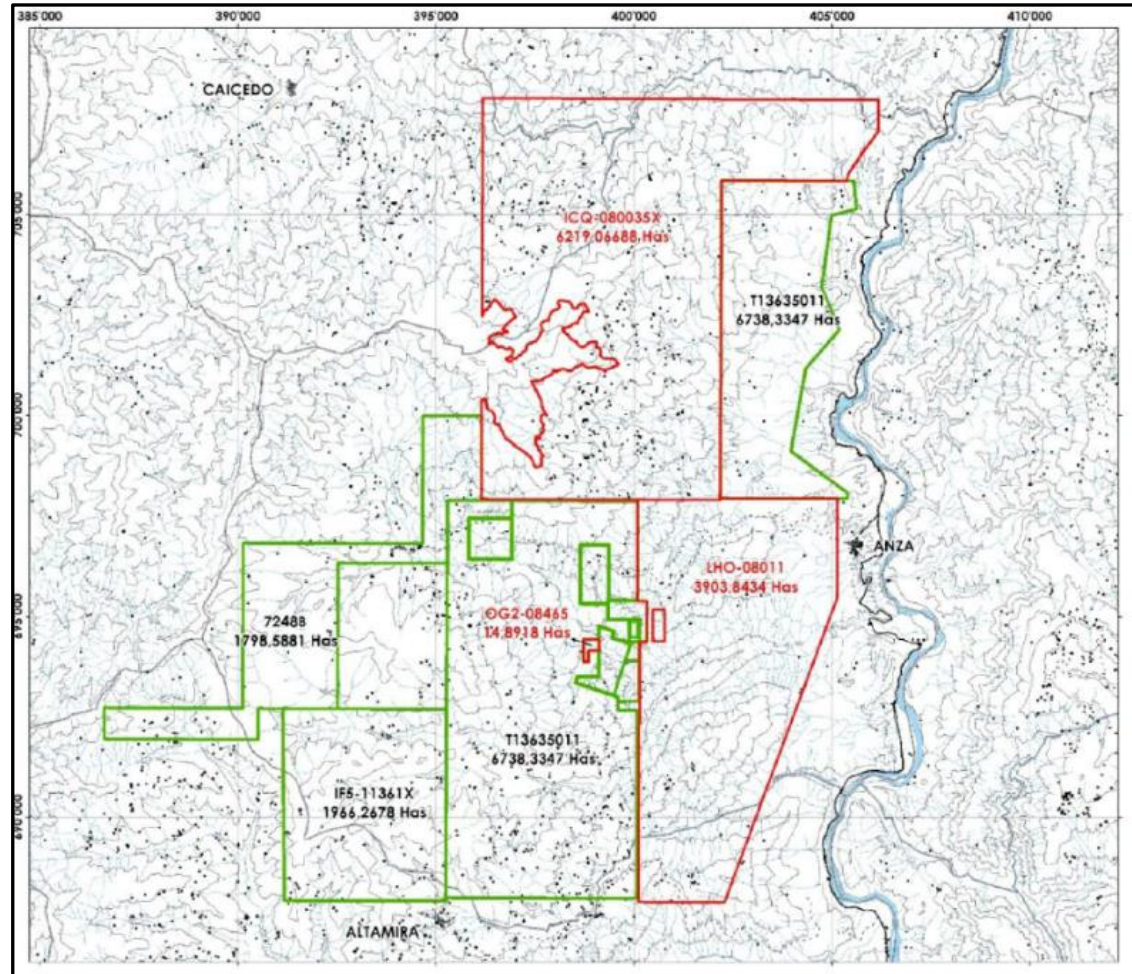 385'000 390'000 395'000 400'000 405'000 410'000
CAICEDO
705'000
ICQ-080035X
6219,06688 Has
T13635011
6738,3347 Has
700'000
ANZA
LHO-08011
3903,8434 Has
675'000
OG2-08465
14,8918 Has
7248B
1798,5881 Has
T13635011
6738,3347 Has
IF5-11361X
1966,2678 Has
690'000
ALTAMIRA